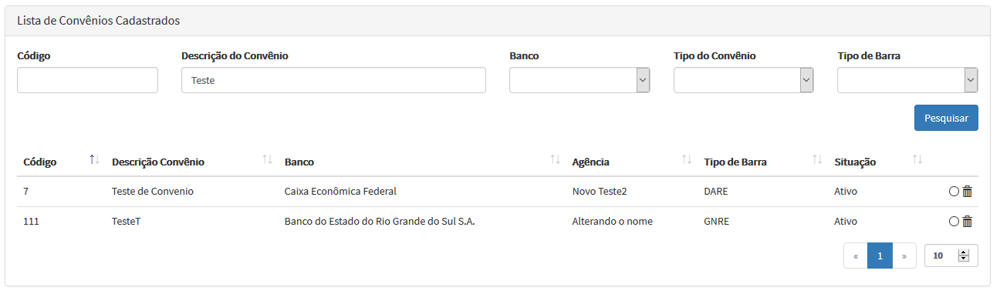 Lista de Convênios Cadastrados
Código Descrição do Convênio Banco Tipo do Convênio Tipo de Barra
Teste
Pesquisar
Código Descrição Convênio Banco Agência Tipo de Barra Situação
7 Teste de Convenio Caixa Econômica Federal Novo Teste2 DARE Ativo
111 TesteT Banco do Estado do Rio Grande do Sul S.A. Alterando o nome GNRE Ativo
« 1 » 10